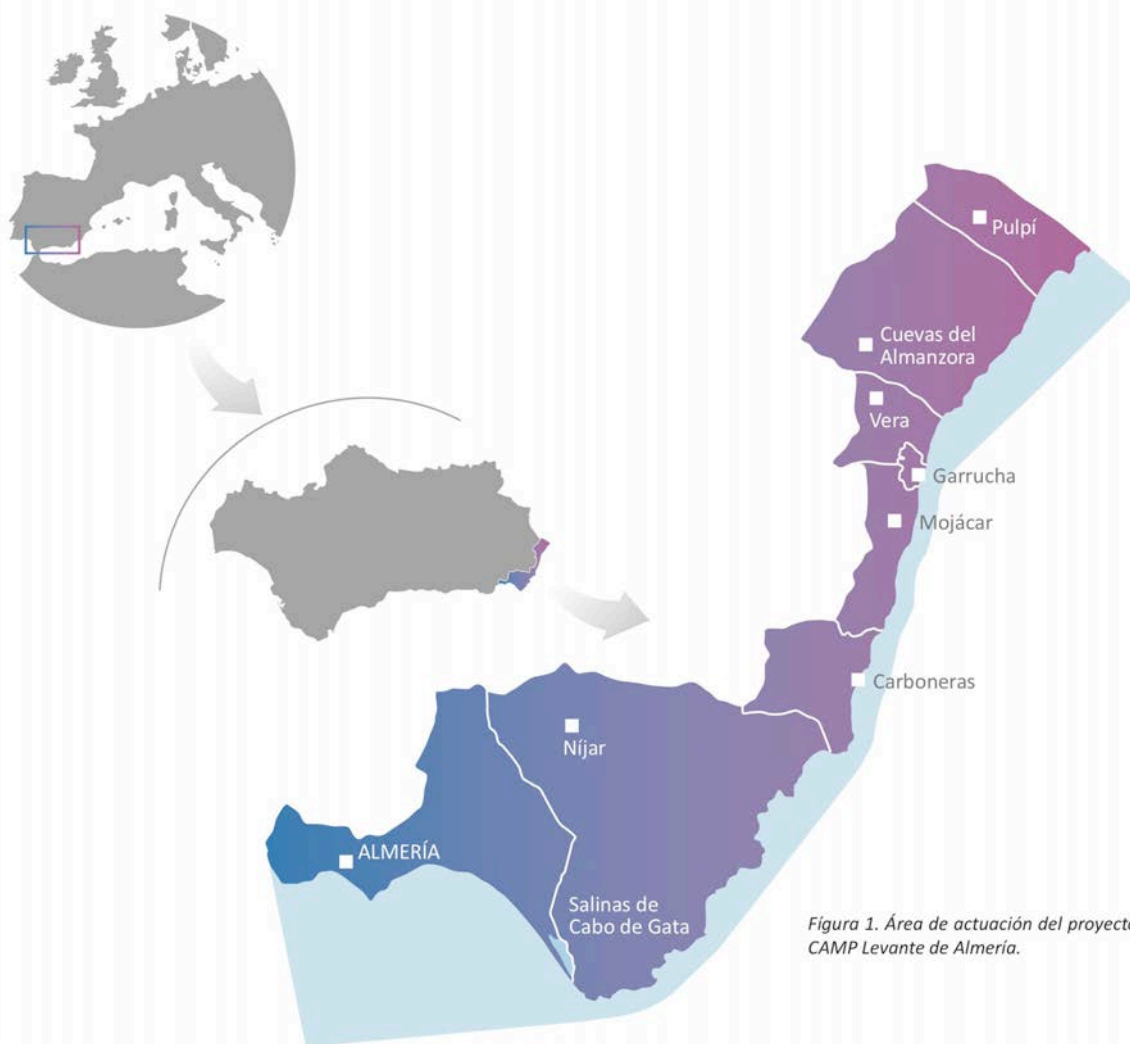 Pulpí
Cuevas del
Almanzora
Vera
Garrucha
Mojácar
Carboneras
Níjar
ALMERÍA
Salinas de
Cabo de Gata
Figura 1. Área de actuación del proyecto
CAMP Levante de Almería.